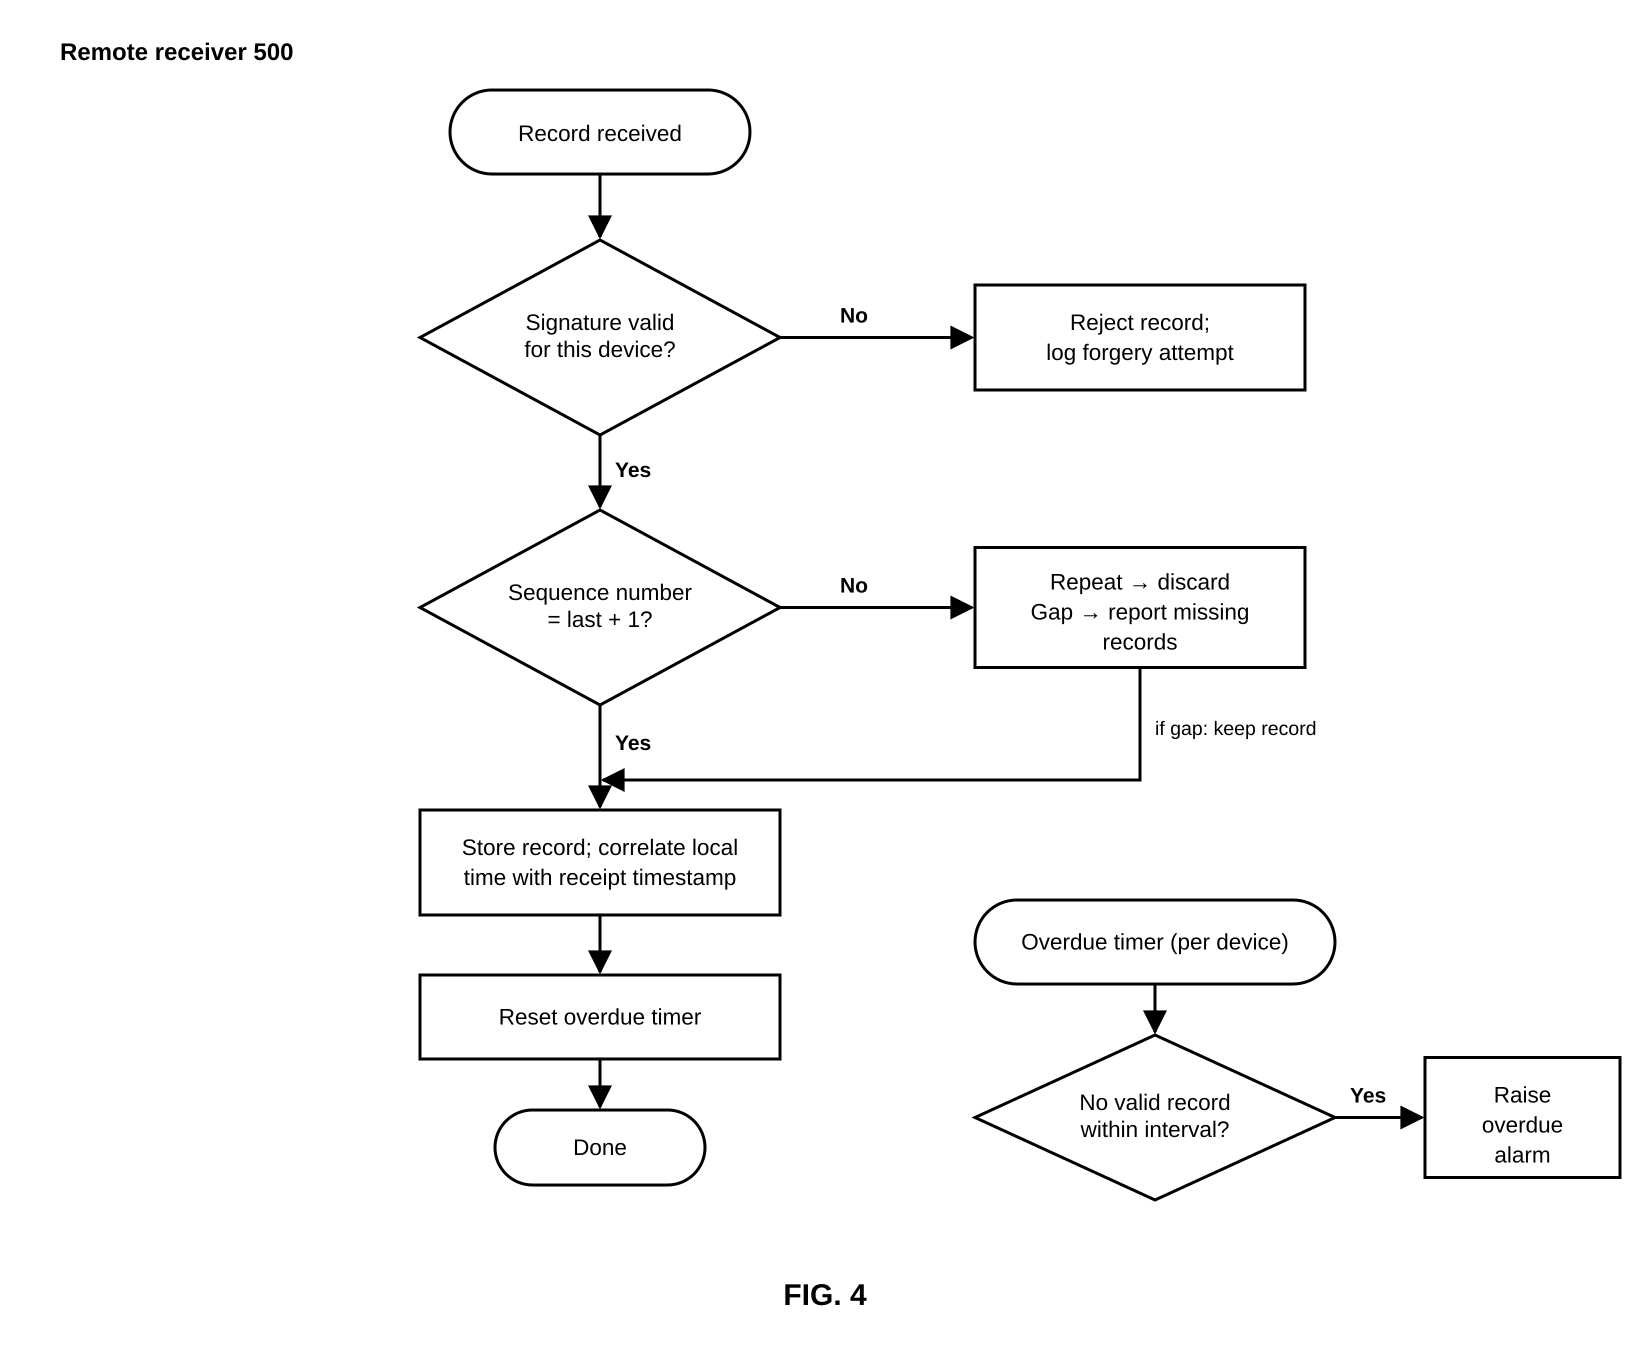 Remote receiver 500
Record received
Signature valid
for this device?
No
Reject record;
log forgery attempt
Yes
Sequence number
= last + 1?
No
Repeat → discard
Gap → report missing
records
if gap: keep record
Yes
Store record; correlate local
time with receipt timestamp
Reset overdue timer
Done
Overdue timer (per device)
No valid record
within interval?
Yes
Raise
overdue
alarm
FIG. 4